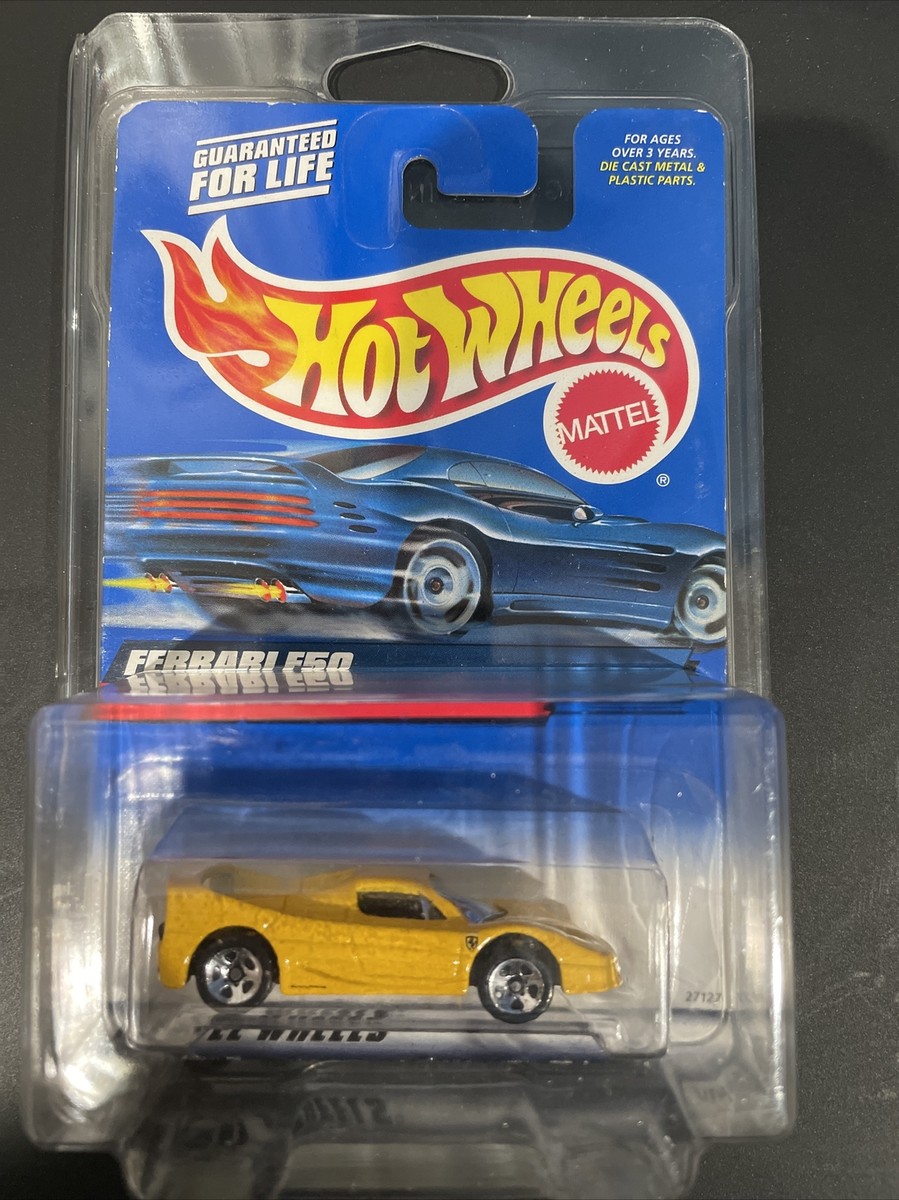 GUARANTEED
FOR LIFE
FOR AGES
OVER 3 YEARS.
DIE CAST METAL &
PLASTIC PARTS.
HOT WHEELS
MATTEL
®
FERRARI F50
27127
WHEELS